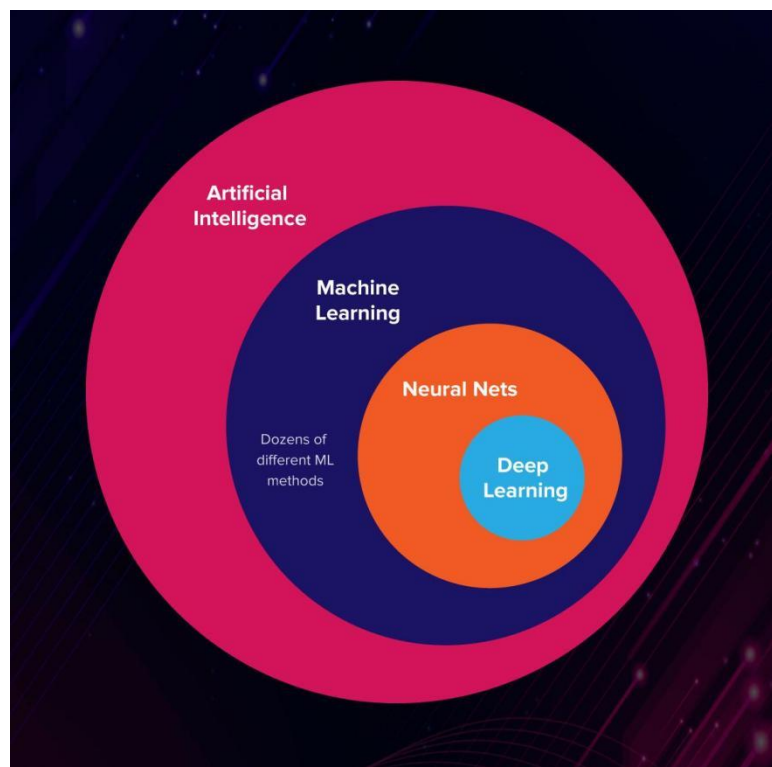 Artificial
Intelligence
Machine
Learning
Neural Nets
Dozens of
different ML
methods
Deep
Learning